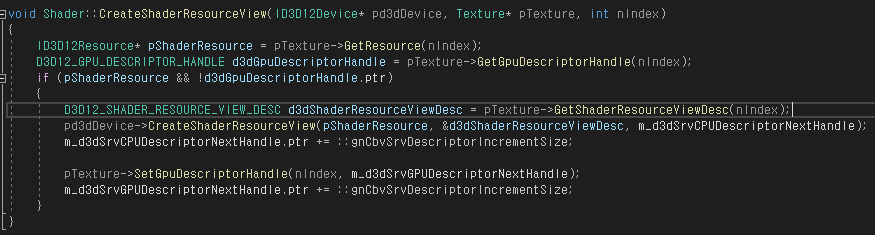 void Shader::CreateShaderResourceView(ID3D12Device* pd3dDevice, Texture* pTexture, int nIndex)
{
ID3D12Resource* pShaderResource = pTexture->GetResource(nIndex);
D3D12_GPU_DESCRIPTOR_HANDLE d3dGpuDescriptorHandle = pTexture->GetGpuDescriptorHandle(nIndex);
if (pShaderResource && !d3dGpuDescriptorHandle.ptr)
{
D3D12_SHADER_RESOURCE_VIEW_DESC d3dShaderResourceViewDesc = pTexture->GetShaderResourceViewDesc(nIndex);
pd3dDevice->CreateShaderResourceView(pShaderResource, &d3dShaderResourceViewDesc, m_d3dSrvCPUDescriptorNextHandle);
m_d3dSrvCPUDescriptorNextHandle.ptr += ::gnCbvSrvDescriptorIncrementSize;
pTexture->SetGpuDescriptorHandle(nIndex, m_d3dSrvGPUDescriptorNextHandle);
m_d3dSrvGPUDescriptorNextHandle.ptr += ::gnCbvSrvDescriptorIncrementSize;
}
}